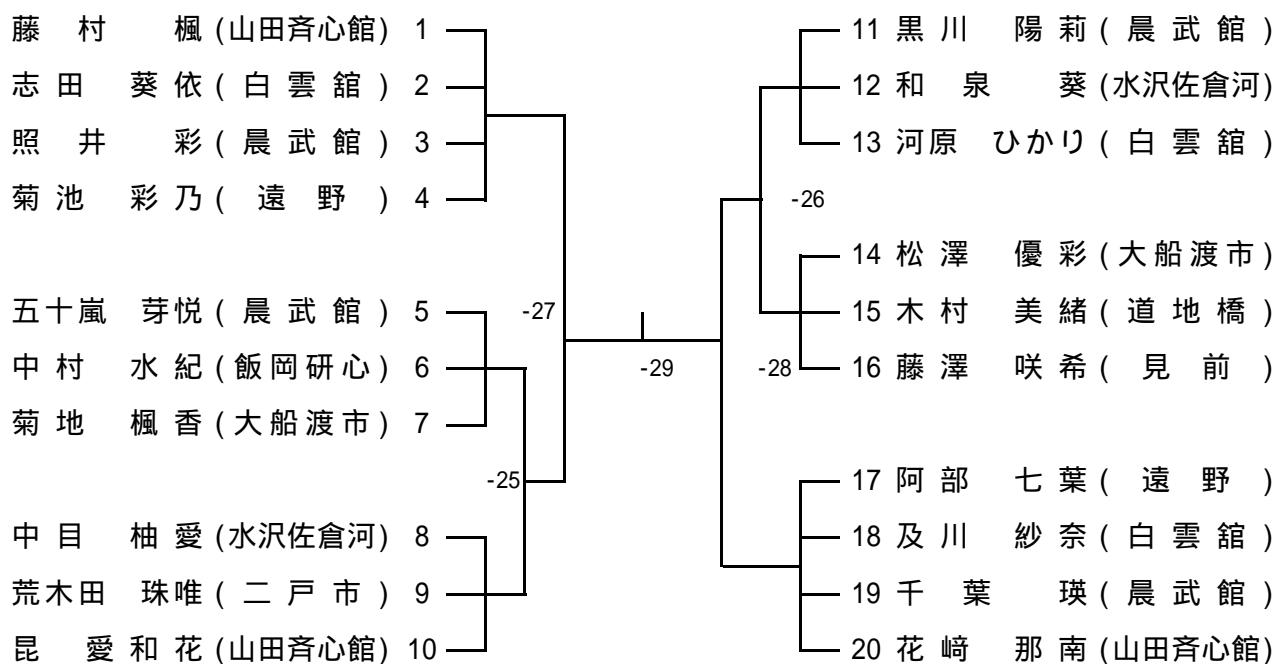 藤村 楓 (山田斉心館) 1
志田 葵依 (白雲舘) 2
照井 彩 (晨武館) 3
菊池 彩乃 (遠野) 4
五十嵐 芽悦 (晨武館) 5
中村 水紀 (飯岡研心) 6
菊地 楓香 (大船渡市) 7
中目 柚愛 (水沢佐倉河) 8
荒木田 珠唯 (二戸市) 9
昆 愛和花 (山田斉心館) 10
-27
-25
-29
11 黒川 陽莉 (晨武館)
12 和泉 葵 (水沢佐倉河)
13 河原 ひかり (白雲舘)
-26
14 松澤 優彩 (大船渡市)
15 木村 美緒 (道地橋)
16 藤澤 咲希 (見前)
-28
17 阿部 七葉 (遠野)
18 及川 紗奈 (白雲舘)
19 千葉 瑛 (晨武館)
20 花﨑 那南 (山田斉心館)